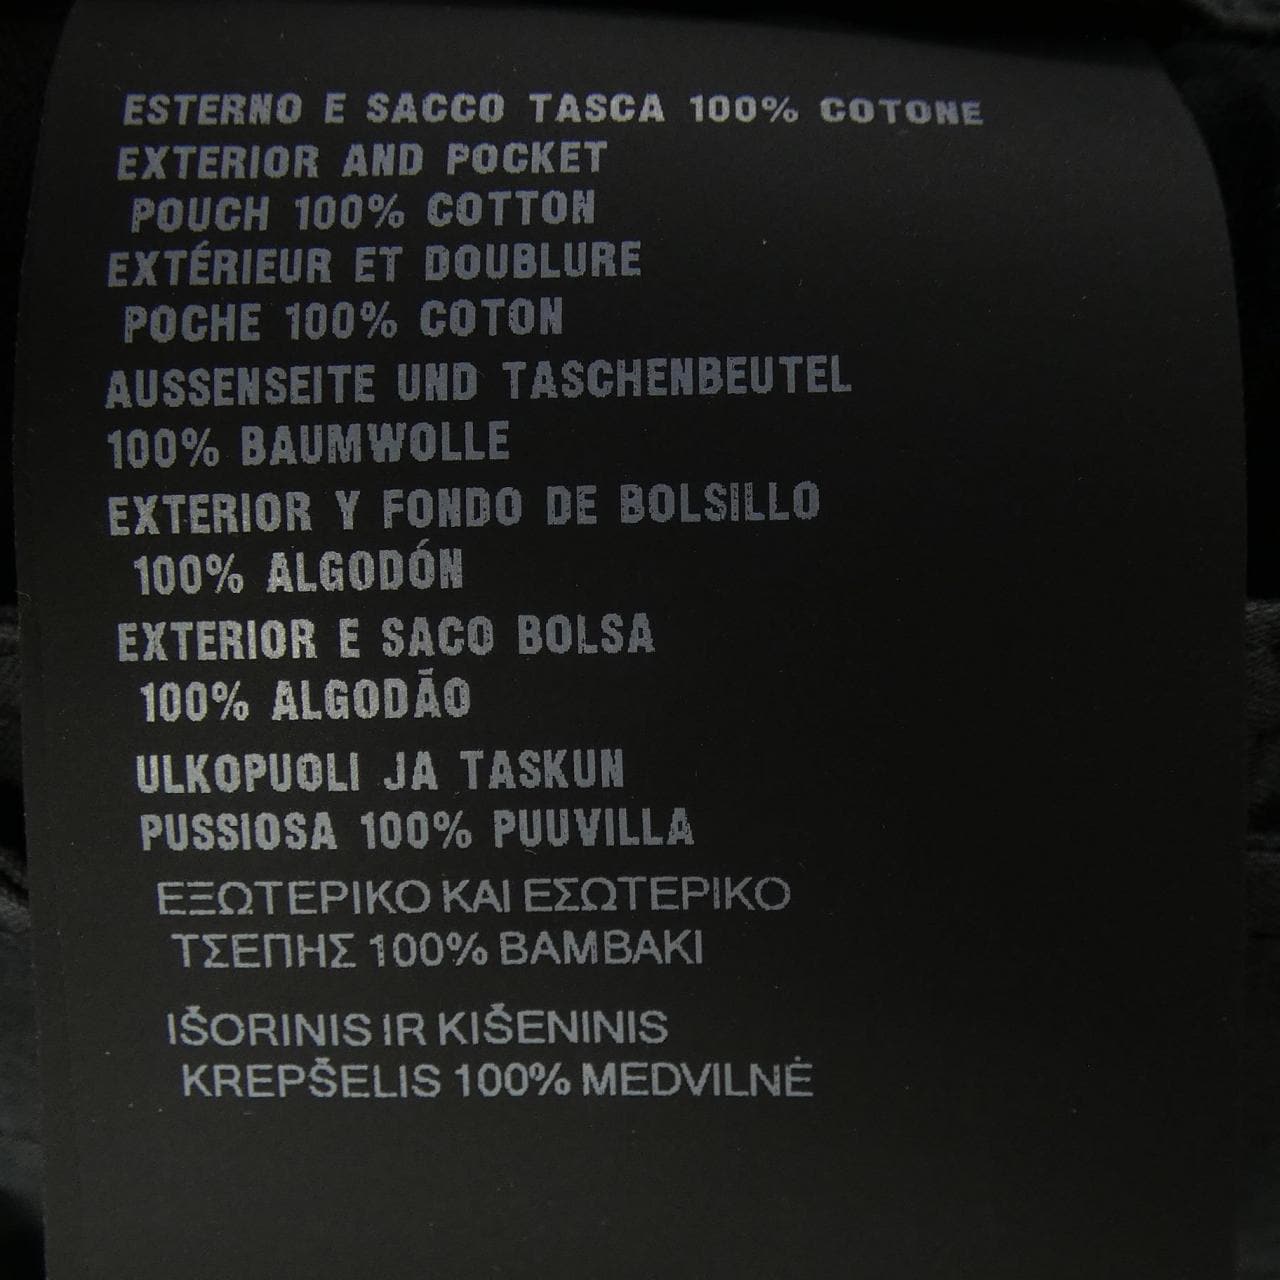 ESTERNO E SACCO TASCA 100% COTONE
EXTERIOR AND POCKET
POUCH 100% COTTON
EXTÉRIEUR ET DOUBLURE
POCHE 100% COTON
AUSSENSEITE UND TASCHENBEUTEL
100% BAUMWOLLE
EXTERIOR Y FONDO DE BOLSILLO
100% ALGODÓN
EXTERIOR E SACO BOLSA
100% ALGODÃO
ULKOPUOLI JA TASKUN
PUSSIOSA 100% PUUVILLA
ΕΞΩΤΕΡΙΚΟ ΚΑΙ ΕΣΩΤΕΡΙΚΟ
ΤΣΕΠΗΣ 100% ΒΑΜΒΑΚΙ
IŠORINIS IR KIŠENINIS
KREPŠELIS 100% MEDVILNĖ